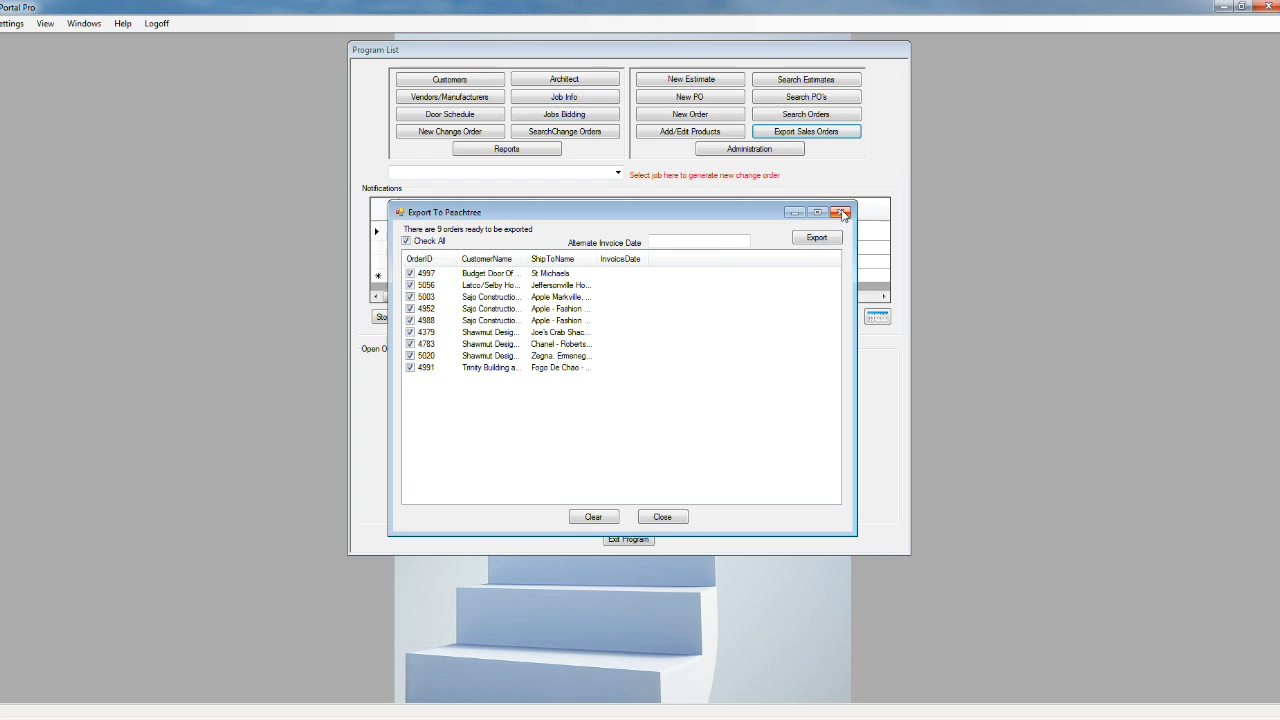 Portal Pro
ettings View Windows Help Logoff
Program List
Customers Architect New Estimate Search Estimates
Vendors/Manufacturers Job Info New PO Search PO's
Door Schedule Jobs Bidding New Order Search Orders
New Change Order SearchChange Orders Add/Edit Products Export Sales Orders
Reports Administration
Select job here to generate new change order
Notifications
Export To Peachtree
There are 9 orders ready to be exported
Check All Alternate Invoice Date Export
OrderID CustomerName ShipToName InvoiceDate
4997 Budget Door Of ... St Michaels
5056 Latco/Selby Ho... Jeffersonville Ho...
5003 Sajo Constructio... Apple Markville, ...
4952 Sajo Constructio... Apple - Fashion ...
4988 Sajo Constructio... Apple - Fashion ...
4379 Shawmut Desig... Joe's Crab Shac...
4783 Shawmut Desig... Chanel - Roberts...
5020 Shawmut Desig... Zegna, Ermeneg...
4991 Trinity Building a... Fogo De Chao - ...
Sto
Open O
Clear Close
Exit Program